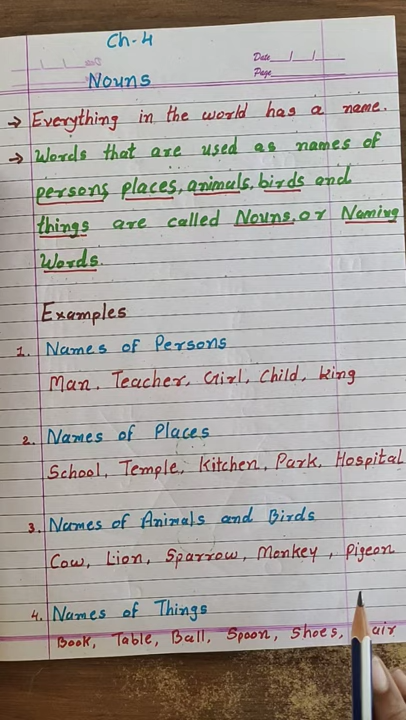 Ch-4
Date
Page
Nouns
→ Everything in the world has a name.
→ Words that are used as names of
persons places, animals, birds and
things are called Nouns or Naming
Words.
Examples
1. Names of Persons
Man, Teacher, Girl, Child, king
2. Names of Places
School, Temple, Kitchen, Park, Hospital
3. Names of Animals and Birds
Cow, Lion, Sparrow, Monkey, Pigeon
4. Names of Things
Book, Table, Ball, Spoon, Shoes,